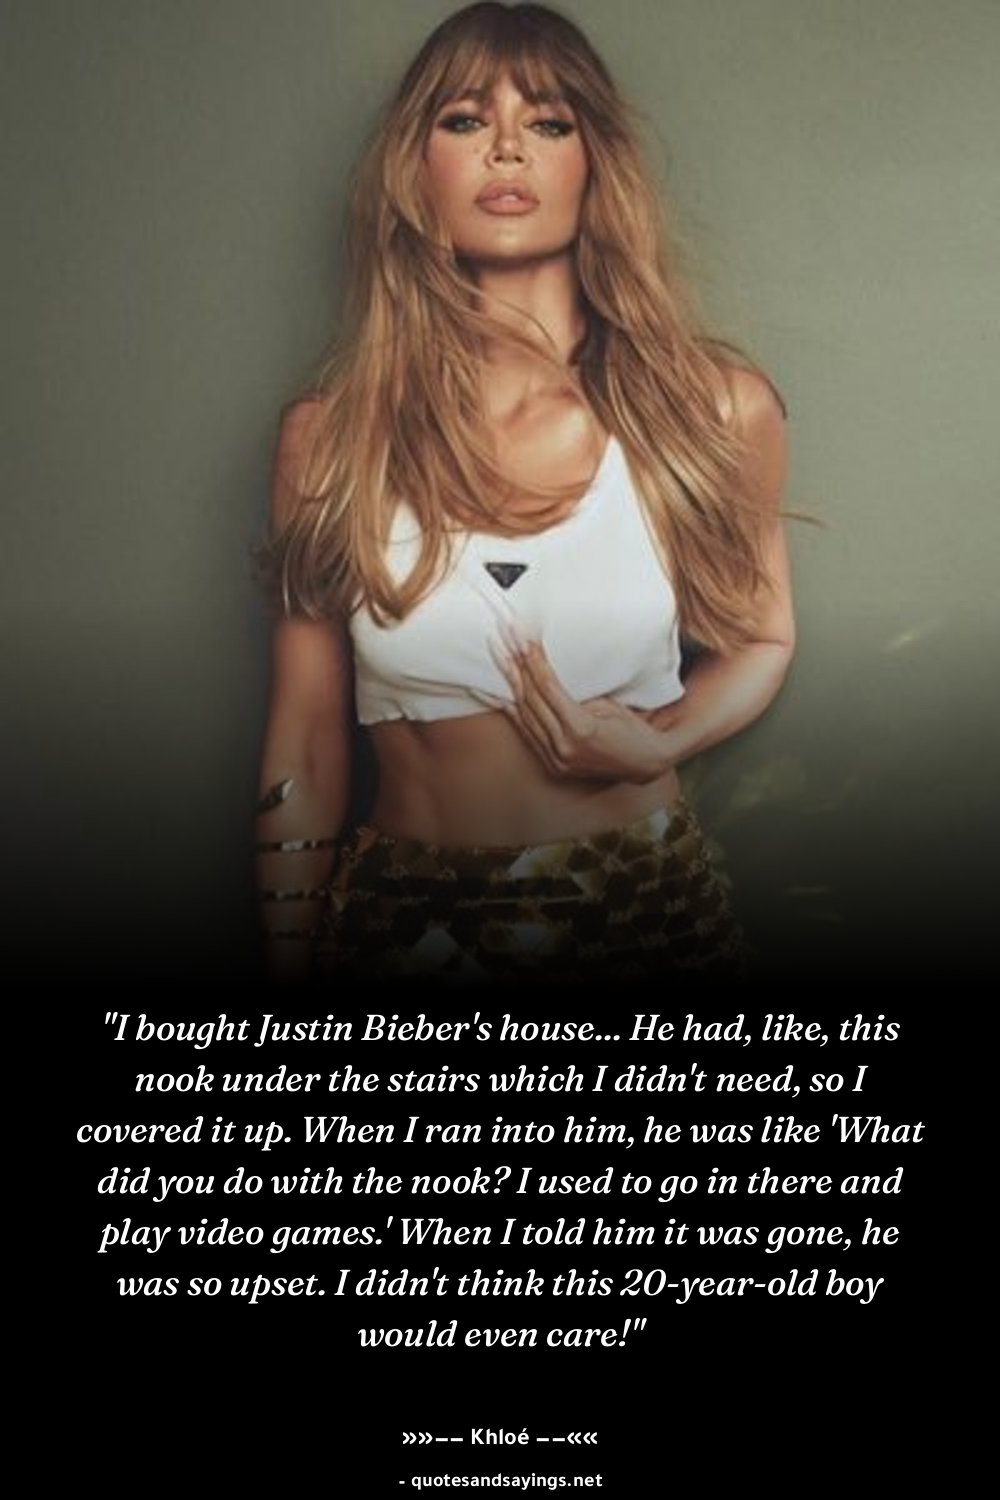 "I bought Justin Bieber's house... He had, like, this
nook under the stairs which I didn't need, so I
covered it up. When I ran into him, he was like 'What
did you do with the nook? I used to go in there and
play video games.' When I told him it was gone, he
was so upset. I didn't think this 20-year-old boy
would even care!"
»»−− Khloé −−««
- quotesandsayings.net